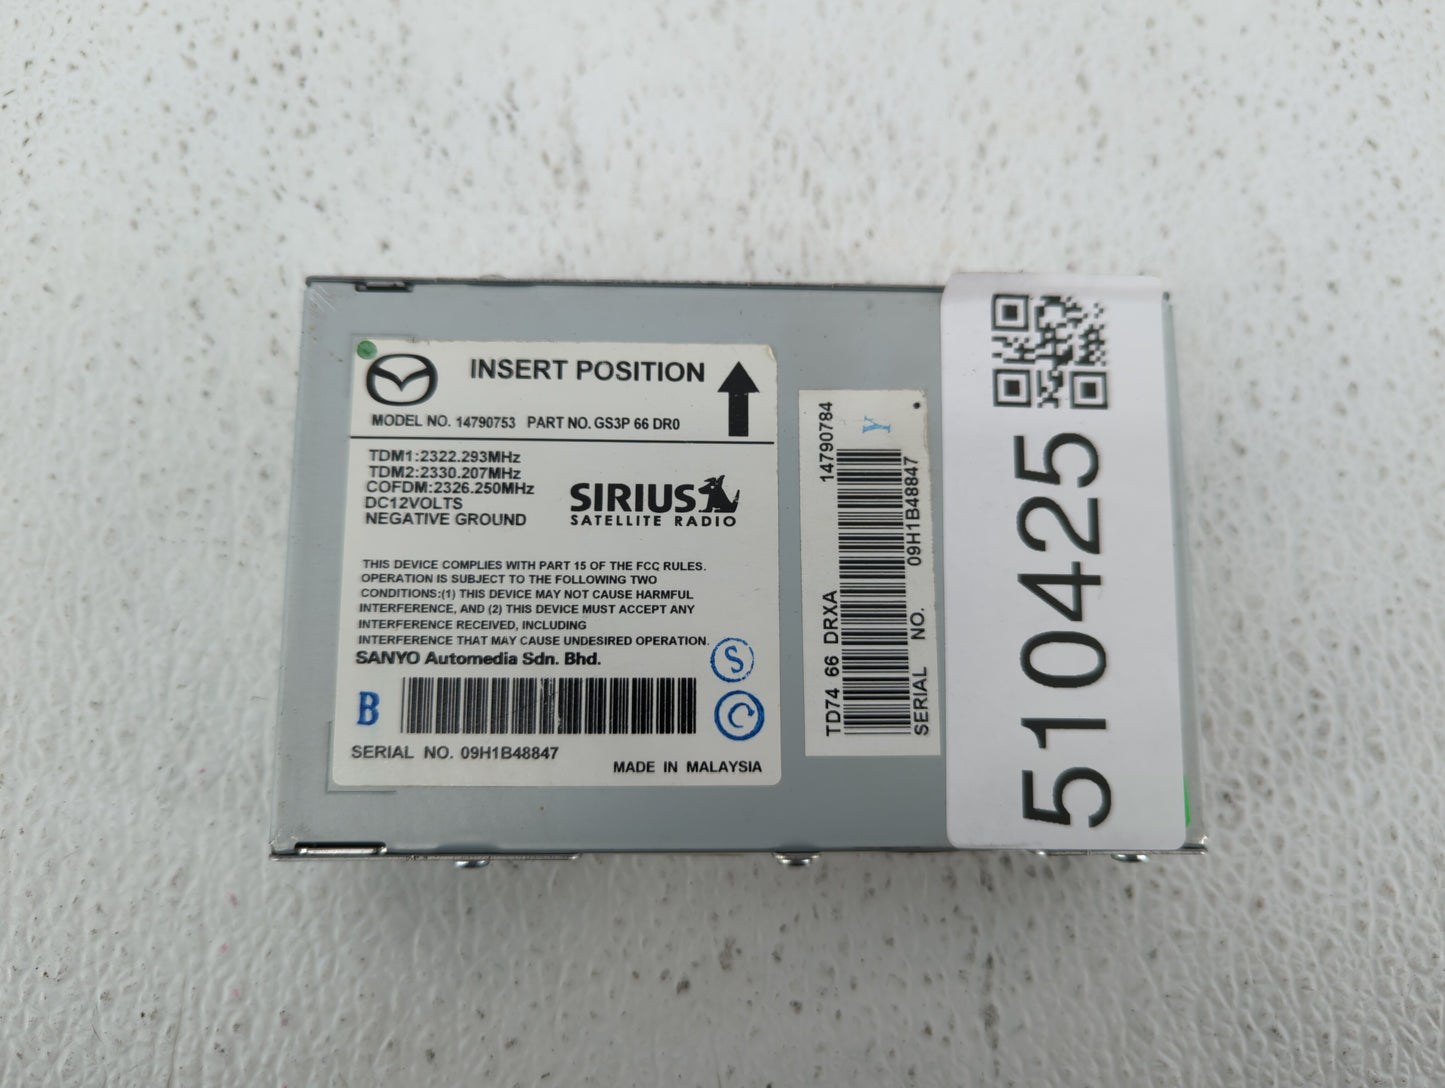 INSERT POSITION
MODEL NO. 14790753 PART NO. GS3P 66 DR0
TDM1:2322.293MHz
TDM2:2330.207MHz
COFDM:2326.250MHz
DC12VOLTS
NEGATIVE GROUND
SIRIUS
SATELLITE RADIO
THIS DEVICE COMPLIES WITH PART 15 OF THE FCC RULES.
OPERATION IS SUBJECT TO THE FOLLOWING TWO
CONDITIONS:(1) THIS DEVICE MAY NOT CAUSE HARMFUL
INTERFERENCE, AND (2) THIS DEVICE MUST ACCEPT ANY
INTERFERENCE RECEIVED, INCLUDING
INTERFERENCE THAT MAY CAUSE UNDESIRED OPERATION.
SANYO Automedia Sdn. Bhd.
S
B
C
SERIAL NO. 09H1B48847
MADE IN MALAYSIA
TD74 66 DRXA 14790784
Y
SERIAL NO. 09H1B48847
510425